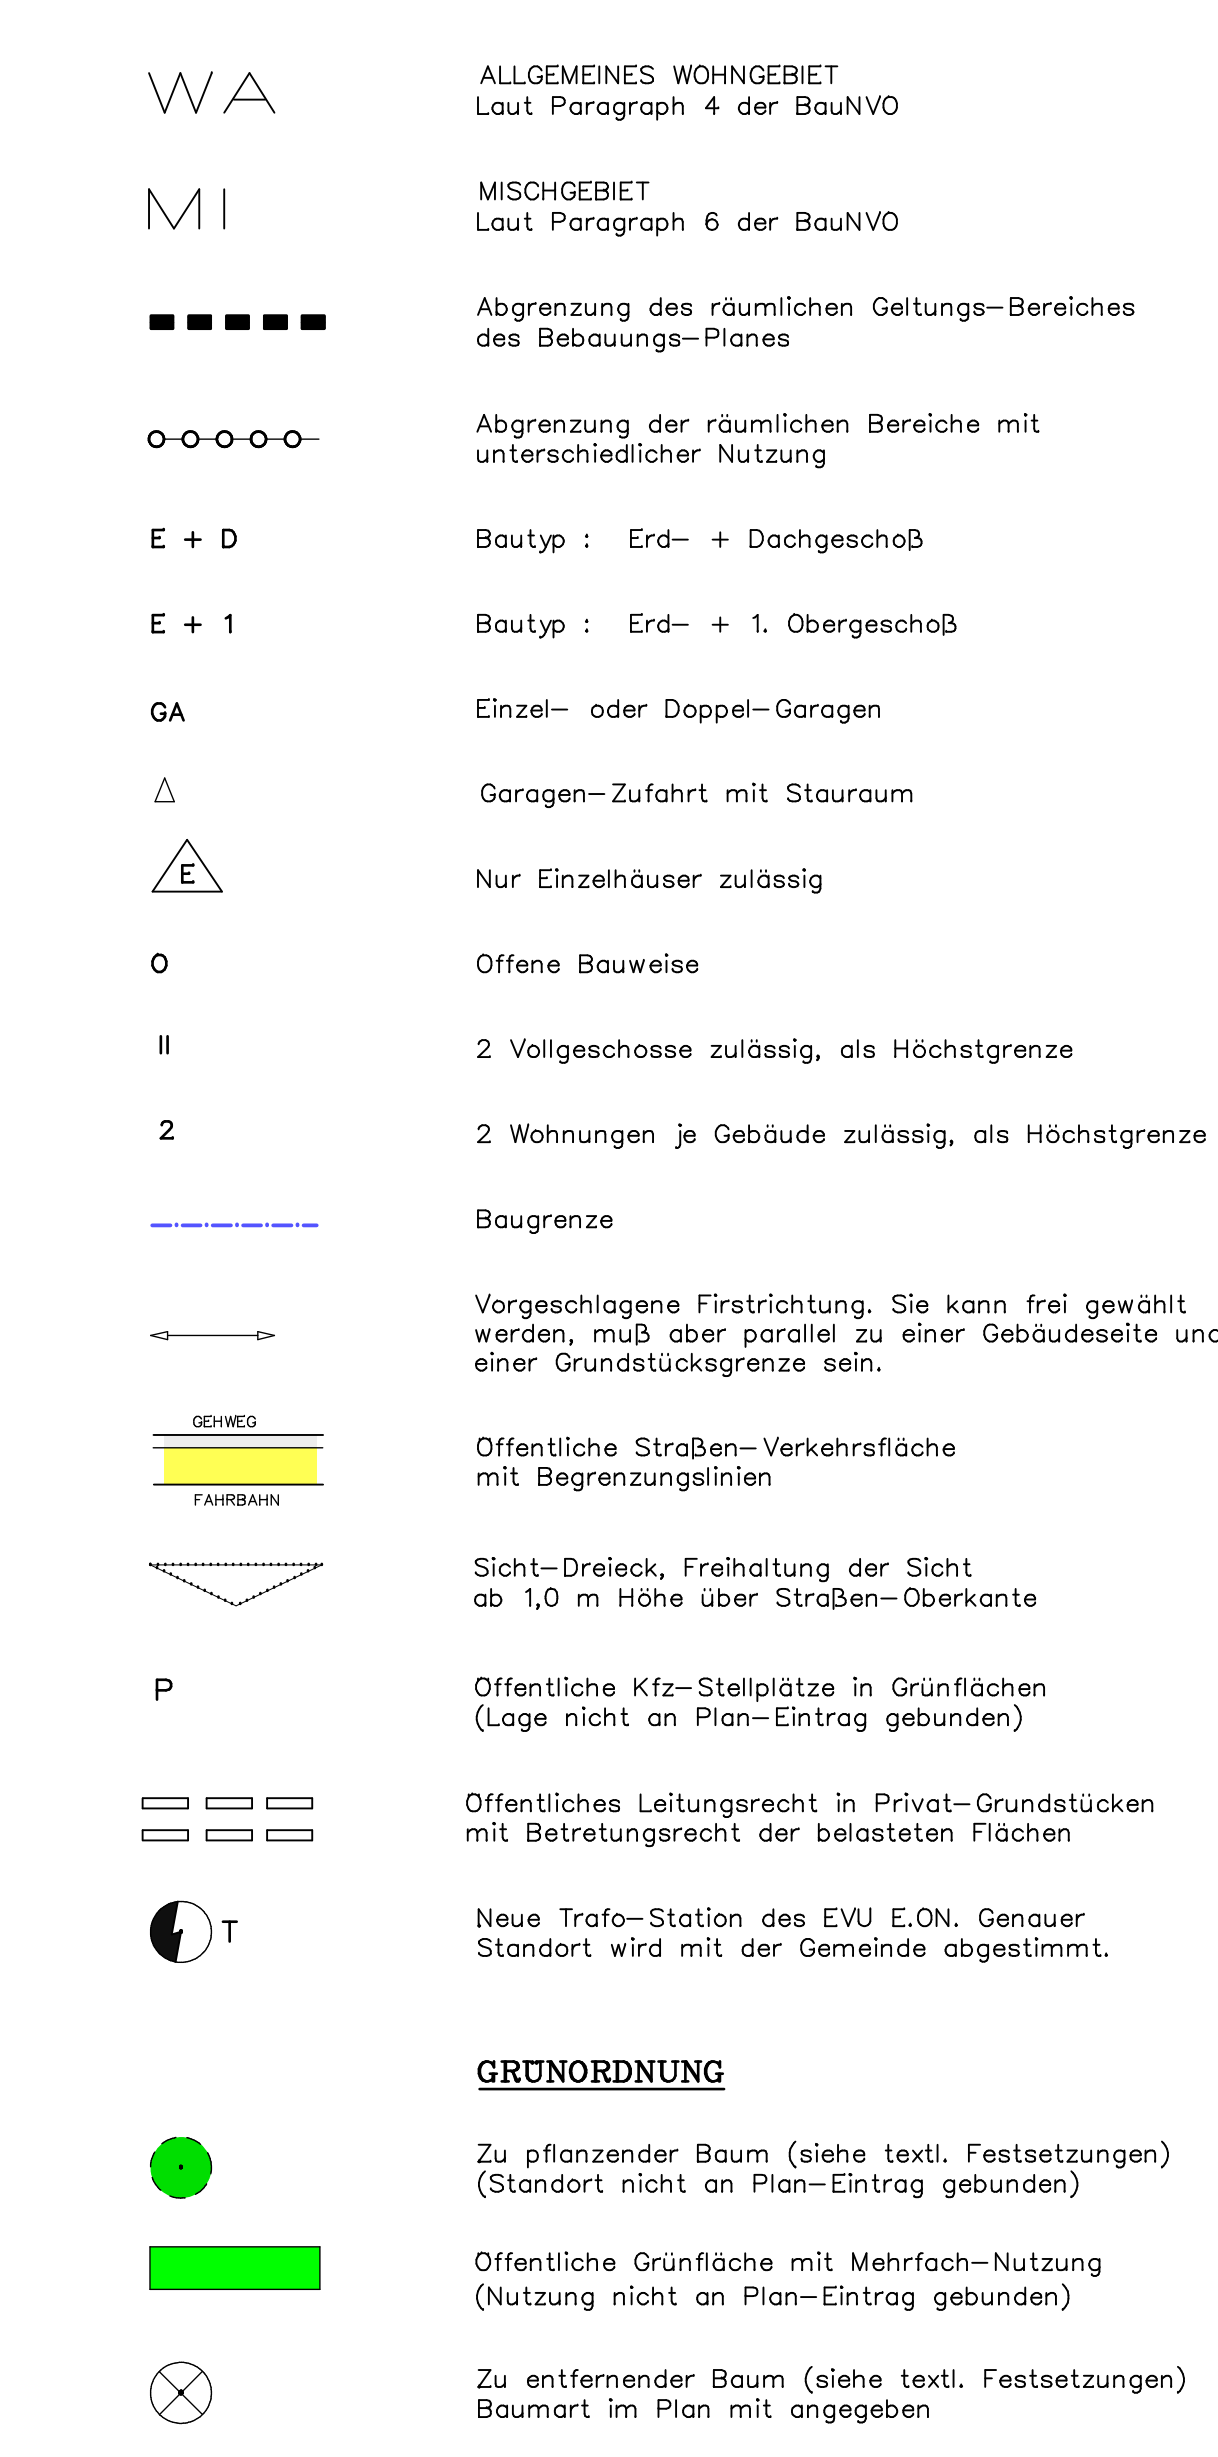 WA ALLGEMEINES WOHNGEBIET
Laut Paragraph 4 der BauNVO
MI MISCHGEBIET
Laut Paragraph 6 der BauNVO
Abgrenzung des räumlichen Geltungs-Bereiches
des Bebauungs-Planes
Abgrenzung der räumlichen Bereiche mit
unterschiedlicher Nutzung
E + D Bautyp : Erd- + Dachgeschoß
E + 1 Bautyp : Erd- + 1. Obergeschoß
GA Einzel- oder Doppel-Garagen
Garagen-Zufahrt mit Stauraum
E Nur Einzelhäuser zulässig
O Offene Bauweise
II 2 Vollgeschosse zulässig, als Höchstgrenze
2 2 Wohnungen je Gebäude zulässig, als Höchstgrenze
Baugrenze
Vorgeschlagene Firstrichtung. Sie kann frei gewählt
werden, muß aber parallel zu einer Gebäudeseite und
einer Grundstücksgrenze sein.
GEHWEG
Öffentliche Straßen-Verkehrsfläche
mit Begrenzungslinien
FAHRBAHN
Sicht-Dreieck, Freihaltung der Sicht
ab 1,0 m Höhe über Straßen-Oberkante
P Öffentliche Kfz-Stellplätze in Grünflächen
(Lage nicht an Plan-Eintrag gebunden)
Öffentliches Leitungsrecht in Privat-Grundstücken
mit Betretungsrecht der belasteten Flächen
T Neue Trafo-Station des EVU E.ON. Genauer
Standort wird mit der Gemeinde abgestimmt.
GRÜNORDNUNG
Zu pflanzender Baum (siehe textl. Festsetzungen)
(Standort nicht an Plan-Eintrag gebunden)
Öffentliche Grünfläche mit Mehrfach-Nutzung
(Nutzung nicht an Plan-Eintrag gebunden)
Zu entfernender Baum (siehe textl. Festsetzungen)
Baumart im Plan mit angegeben